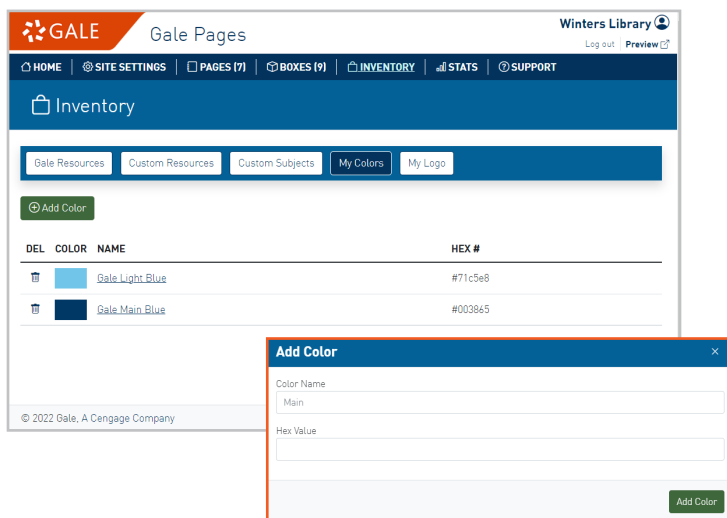 GALE
Gale Pages
Winters Library
Log out Preview
HOME SITE SETTINGS PAGES (7) BOXES (9) INVENTORY STATS SUPPORT
Inventory
Gale Resources Custom Resources Custom Subjects My Colors My Logo
Add Color
DEL COLOR NAME HEX #
Gale Light Blue #71c5e8
Gale Main Blue #003865
© 2022 Gale, A Cengage Company
Add Color ×
Color Name
Main
Hex Value
Add Color